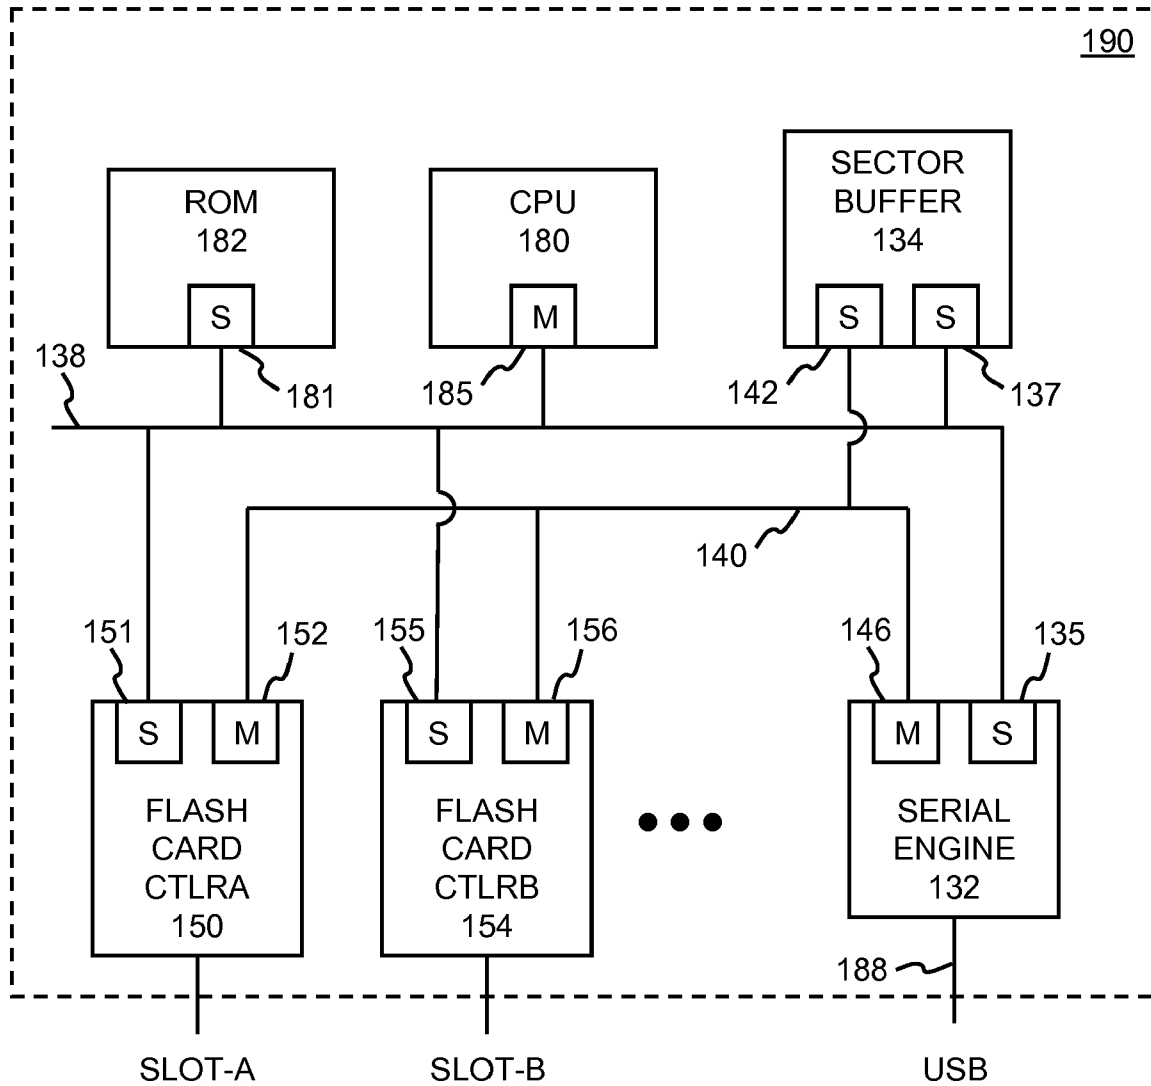 190
ROM
182
S
CPU
180
M
SECTOR
BUFFER
134
S S
138
181
185
142
137
140
151
152
155
156
146
135
S M
S M
M S
FLASH
CARD
CTLRA
150
FLASH
CARD
CTLRB
154
SERIAL
ENGINE
132
188
SLOT-A
SLOT-B
USB